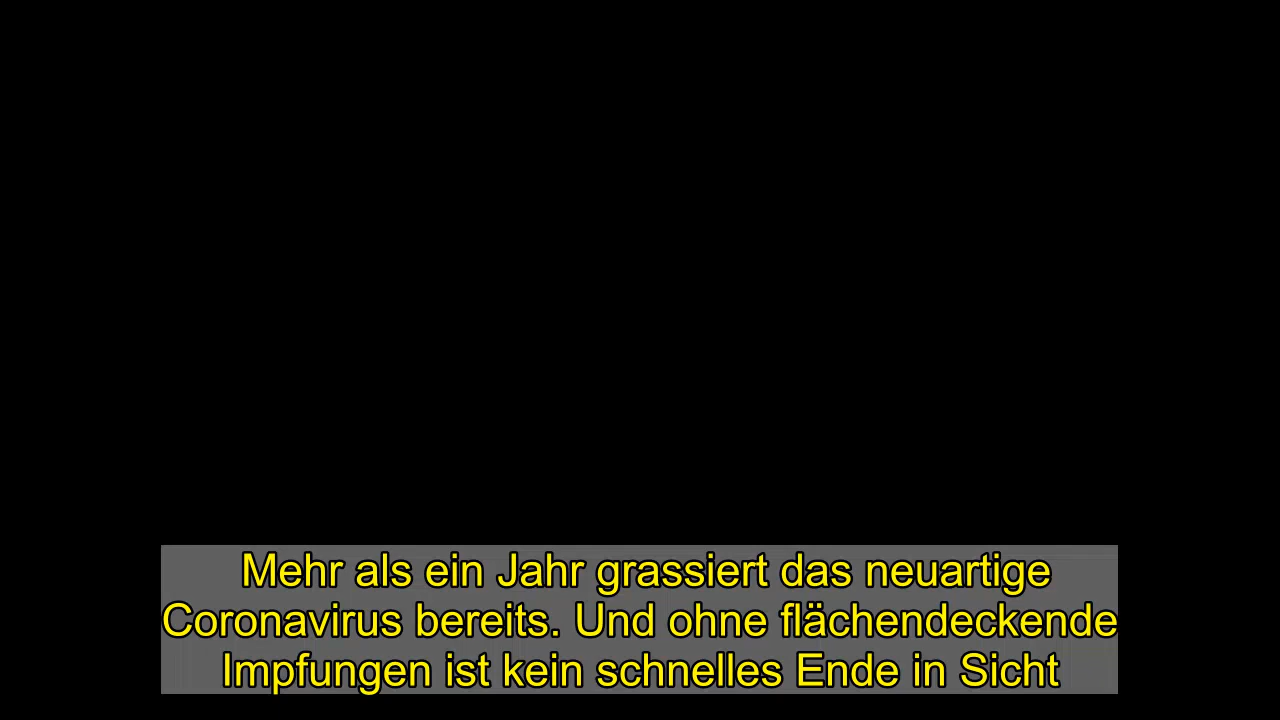 Mehr als ein Jahr grassiert das neuartige
Coronavirus bereits. Und ohne flächendeckende
Impfungen ist kein schnelles Ende in Sicht